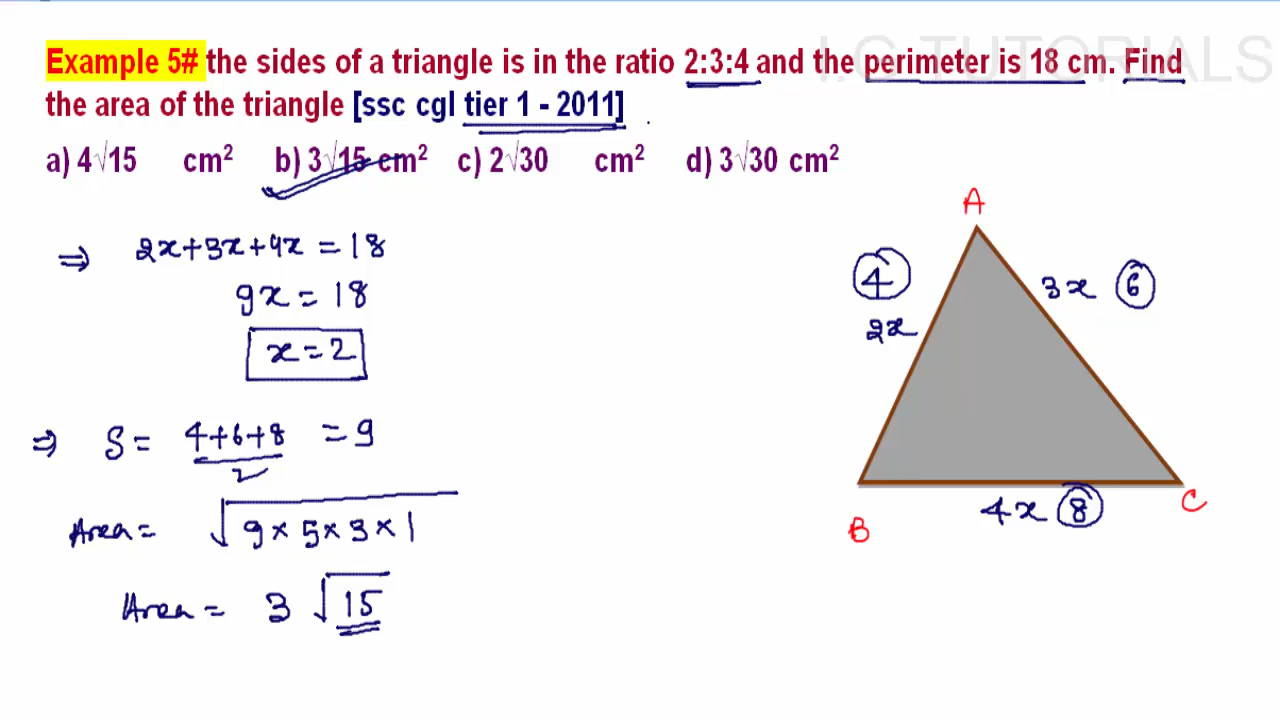 I.G TUTORIALS
Example 5# the sides of a triangle is in the ratio 2:3:4 and the perimeter is 18 cm. Find
the area of the triangle [ssc cgl tier 1 - 2011]
a) 4√15 cm² b) 3√15 cm² c) 2√30 cm² d) 3√30 cm²
⇒ 2x+3x+4x = 18
9x = 18
x = 2
⇒ S = 4+6+8/2 = 9
Area = √9×5×3×1
Area = 3√15
A
4
2x
3x 6
B
4x 8
C